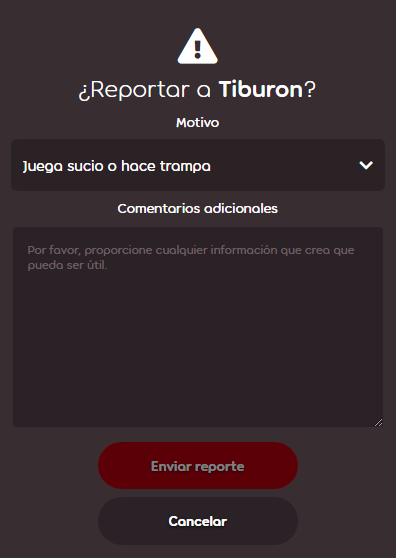 ¿Reportar a Tiburon?
Motivo
Juega sucio o hace trampa
Comentarios adicionales
Por favor, proporcione cualquier información que crea que
pueda ser útil.
Enviar reporte
Cancelar